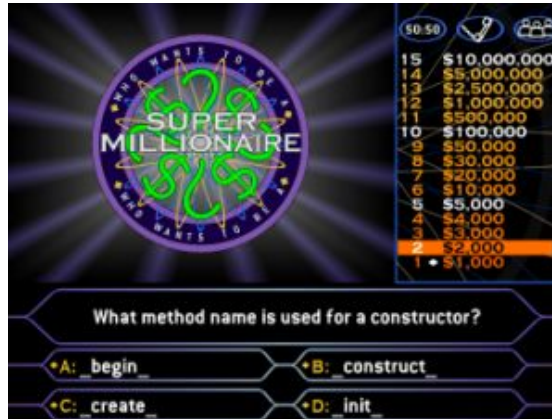 50:50
WHO WANTS TO BE A
SUPER
MILLIONAIRE
WHO WANTS TO BE A
15 $10,000,000
14 $5,000,000
13 $2,500,000
12 $1,000,000
11 $500,000
10 $100,000
9 $50,000
8 $30,000
7 $20,000
6 $10,000
5 $5,000
4 $4,000
3 $3,000
2 $2,000
1 $1,000
What method name is used for a constructor?
A: _begin_
B: _construct_
C: _create_
D: _init_